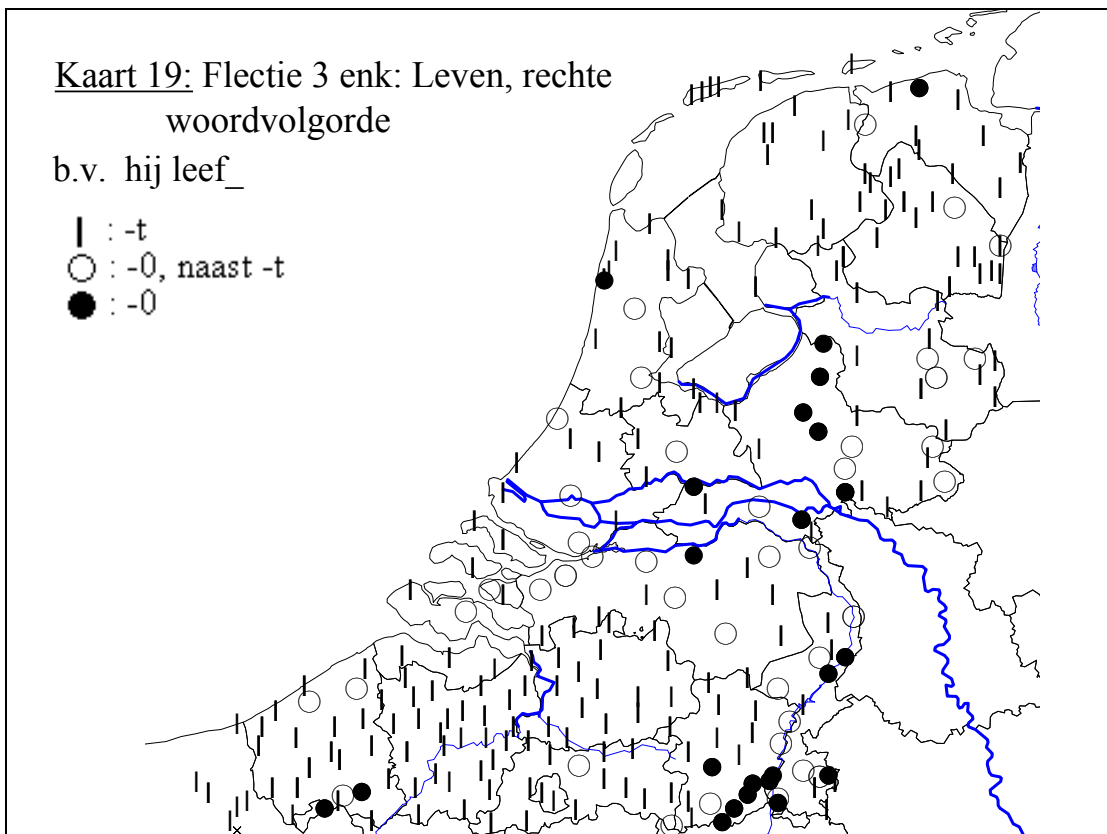 Kaart 19: Flectie 3 enk: Leven, rechte
woordvolgorde
b.v. hij leef_
: -t
: -0, naast -t
: -0